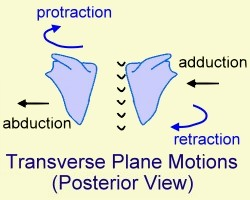 protraction
adduction
abduction
retraction
Transverse Plane Motions
(Posterior View)